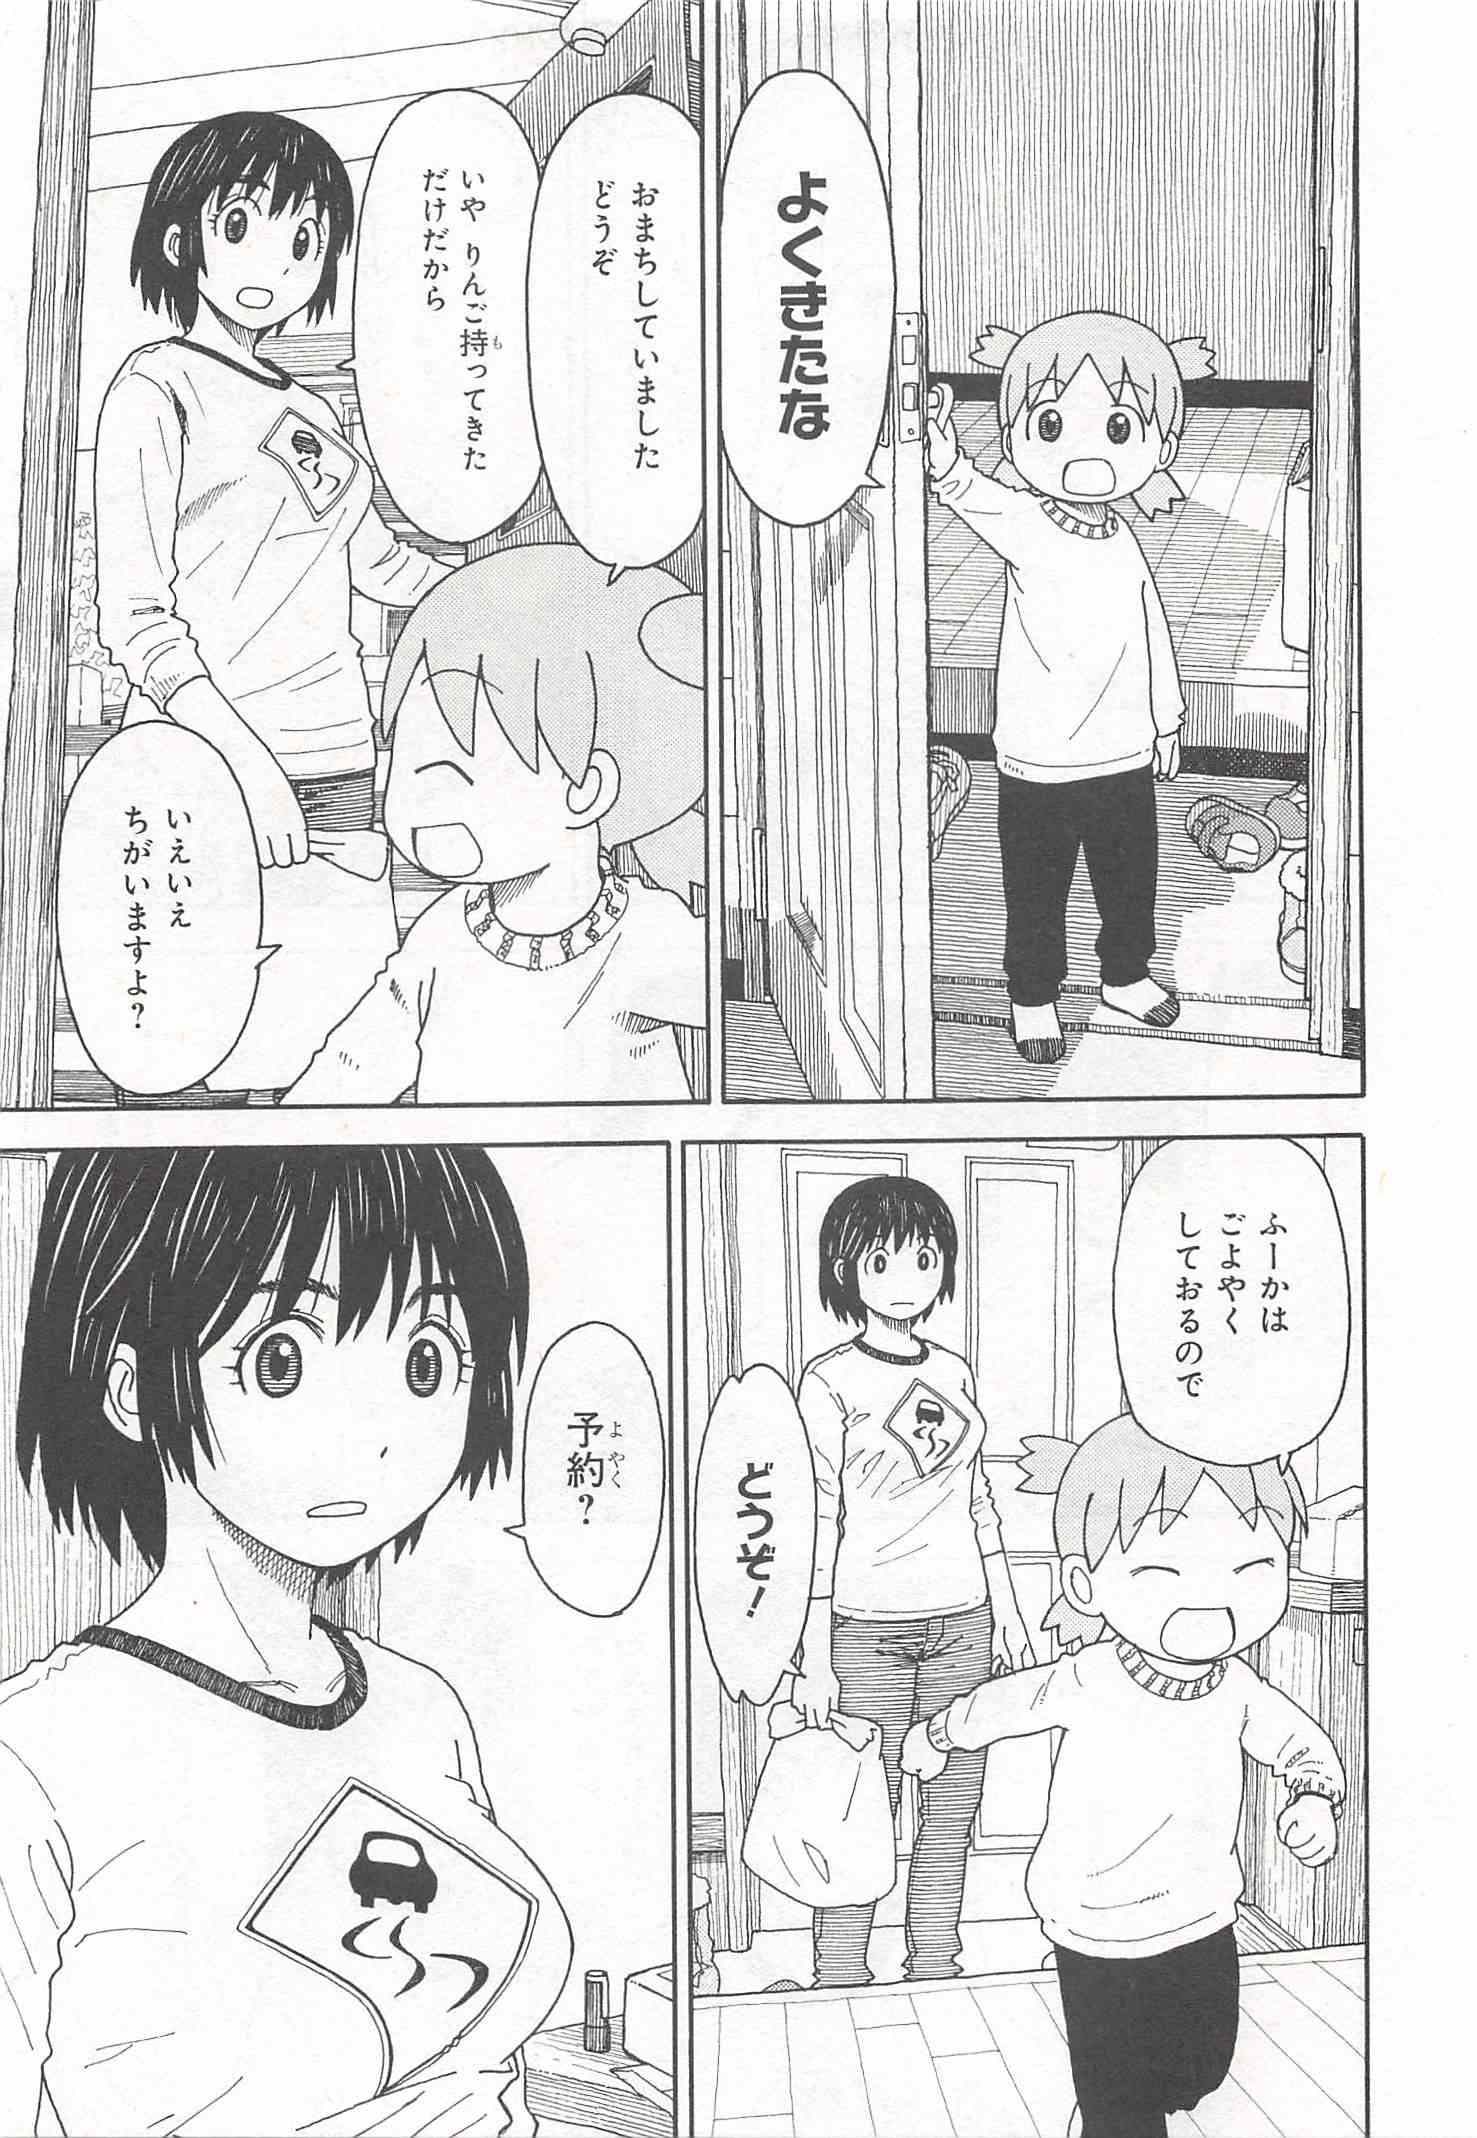 よくきたな
おまちしていました
どうぞ
いや りんご持ってきた
も
だけだから
いえいえ
ちがいますよ?
ふーかは
ごよやく
しておるので
どうぞ!
予約?
よやく